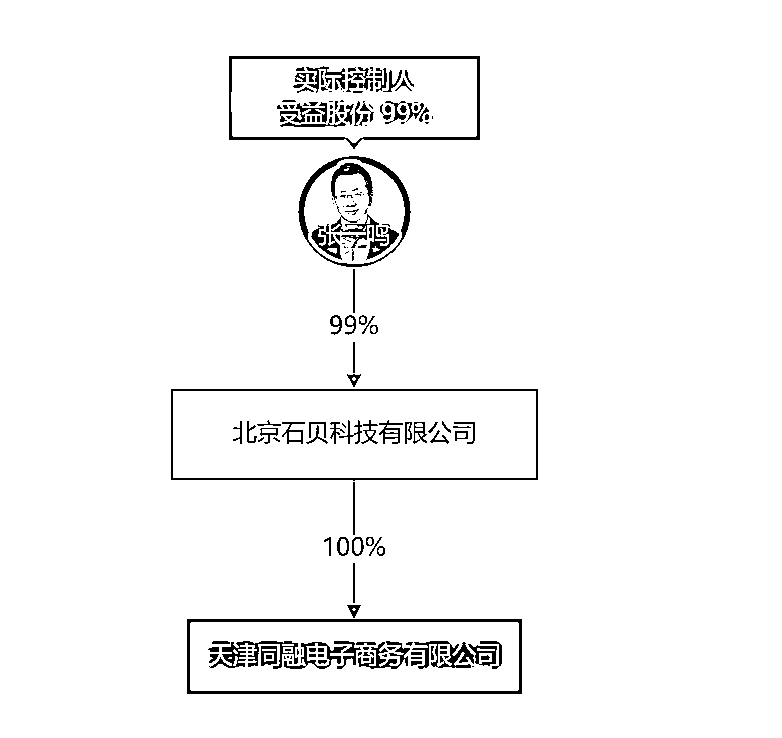 实际控制人
受益股份 99%
张一鸣
99%
北京石贝科技有限公司
100%
天津同融电子商务有限公司